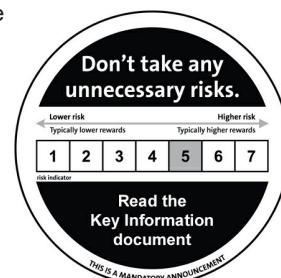 e
Don't take any
unnecessary risks.
Lower risk Higher risk
Typically lower rewards Typically higher rewards
1 2 3 4 5 6 7
risk indicator
Read the
Key Information
document
THIS IS A MANDATORY ANNOUNCEMENT